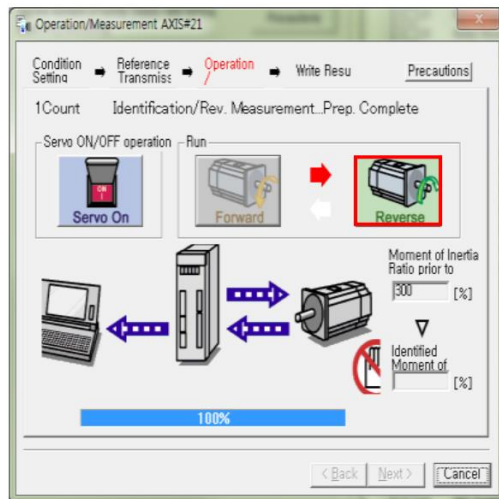 Operation/Measurement AXIS#21
Condition Setting
Reference Transmiss
Operation /
Write Resu
Precautions
1Count Identification/Rev. Measurement...Prep. Complete
Servo ON/OFF operation
Run
ON
I
Servo On
Forward
Reverse
Moment of Inertia
Ratio prior to
300 [%]
Identified
Moment of
[%]
100%
< Back
Next >
Cancel